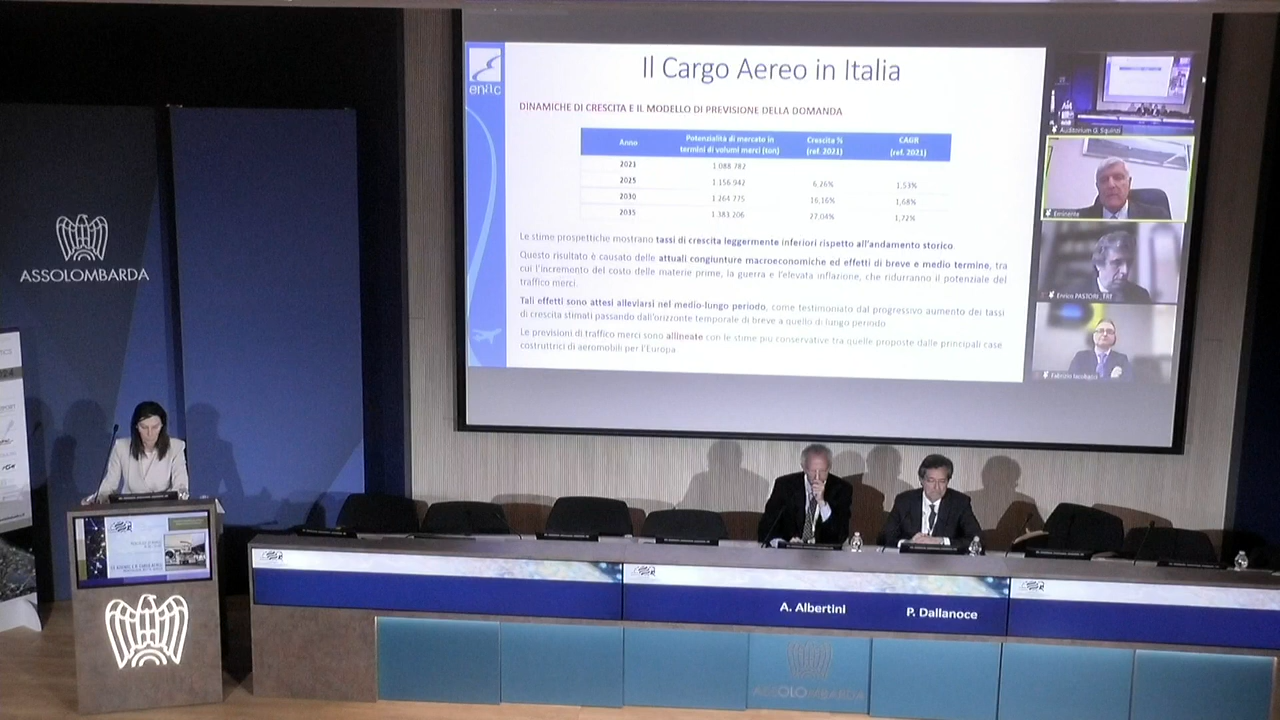 Il Cargo Aereo in Italia
enac
DINAMICHE DI CRESCITA E IL MODELLO DI PREVISIONE DELLA DOMANDA
Anno
Potenzialità di mercato in
termini di volumi merci (ton)
Crescita %
(ref. 2021)
CAGR
(ref. 2021)
2021 1 088 782
2025 1 156 942 6,26% 1,53%
2030 1 264 775 16,16% 1,68%
2035 1 383 206 27,04% 1,72%
Le stime prospettiche mostrano tassi di crescita leggermente inferiori rispetto all'andamento storico.
Questo risultato è causato delle attuali congiunture macroeconomiche ed effetti di breve e medio termine, tra
cui l'incremento del costo delle materie prime, la guerra e l'elevata inflazione, che ridurranno il potenziale del
traffico merci.
Tali effetti sono attesi alleviarsi nel medio-lungo periodo, come testimoniato dal progressivo aumento dei tassi
di crescita stimati passando dall'orizzonte temporale di breve a quello di lungo periodo
Le previsioni di traffico merci sono allineate con le stime più conservative tra quelle proposte dalle principali case
costruttrici di aeromobili per l'Europa
Auditorium G. Squinzi
Eminente
Enrico PASTORI_TRT
Fabrizio Iacobacci
ASSOLOMBARDA
A. Albertini
P. Dallanoce
ASSOLOMBARDA